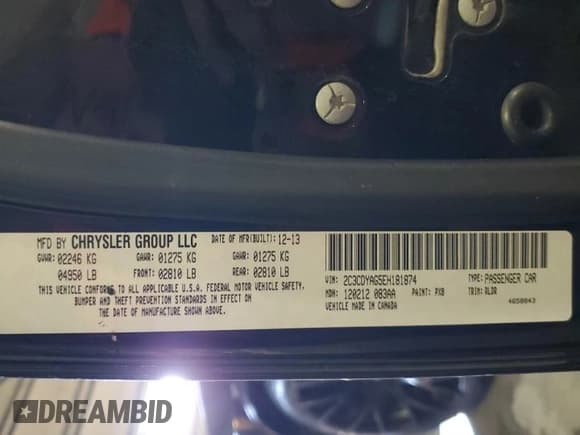 MFD BY CHRYSLER GROUP LLC DATE OF MFR(BUILT): 12-13
GVWR: 02246 KG GAWR: 01275 KG GAWR: 01275 KG
04950 LB FRONT: 02810 LB REAR: 02810 LB
THIS VEHICLE CONFORMS TO ALL APPLICABLE U.S.A. FEDERAL MOTOR VEHICLE SAFETY,
BUMPER AND THEFT PREVENTION STANDARDS IN EFFECT ON THE DATE OF
MANUFACTURE SHOWN ABOVE.
VIN: 2C3CDYAG5EH181874 TYPE: PASSENGER CAR
MDH: 120212 083AA PAINT: PXB TRIM: RLDR
VEHICLE MADE IN CANADA 4650043
DREAMBID